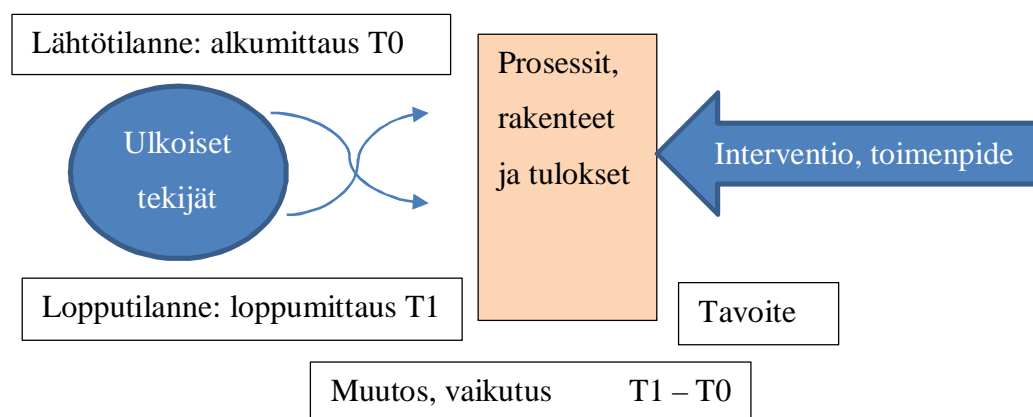 Lähtötilanne: alkumittaus T0
Ulkoiset
tekijät
Prosessit,
rakenteet
ja tulokset
Interventio, toimenpide
Lopputilanne: loppumittaus T1
Tavoite
Muutos, vaikutus T1 – T0